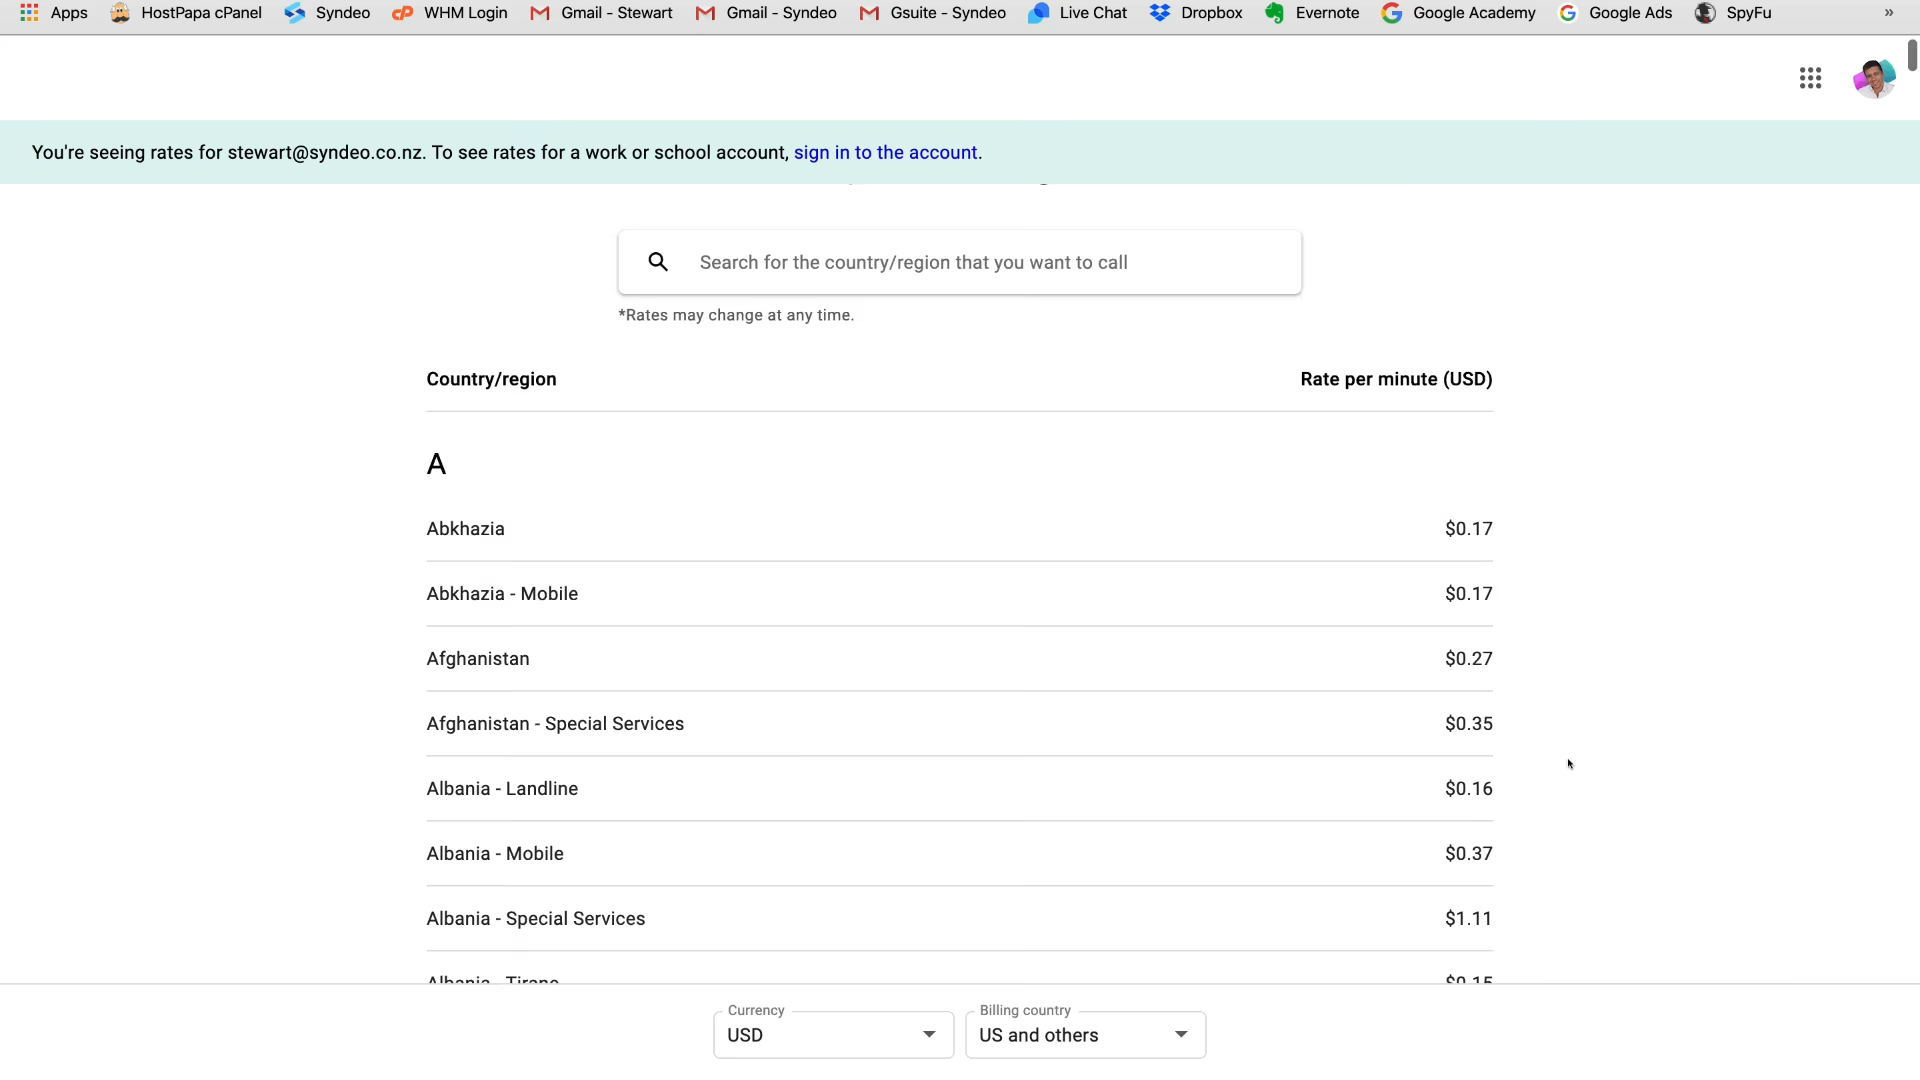 Apps HostPapa cPanel Syndeo WHM Login Gmail - Stewart Gmail - Syndeo Gsuite - Syndeo Live Chat Dropbox Evernote Google Academy Google Ads SpyFu »
You're seeing rates for stewart@syndeo.co.nz. To see rates for a work or school account, sign in to the account.
Search for the country/region that you want to call
*Rates may change at any time.
Country/region Rate per minute (USD)
A
Abkhazia $0.17
Abkhazia - Mobile $0.17
Afghanistan $0.27
Afghanistan - Special Services $0.35
Albania - Landline $0.16
Albania - Mobile $0.37
Albania - Special Services $1.11
Albania - Tirane $0.15
Currency Billing country
USD US and others